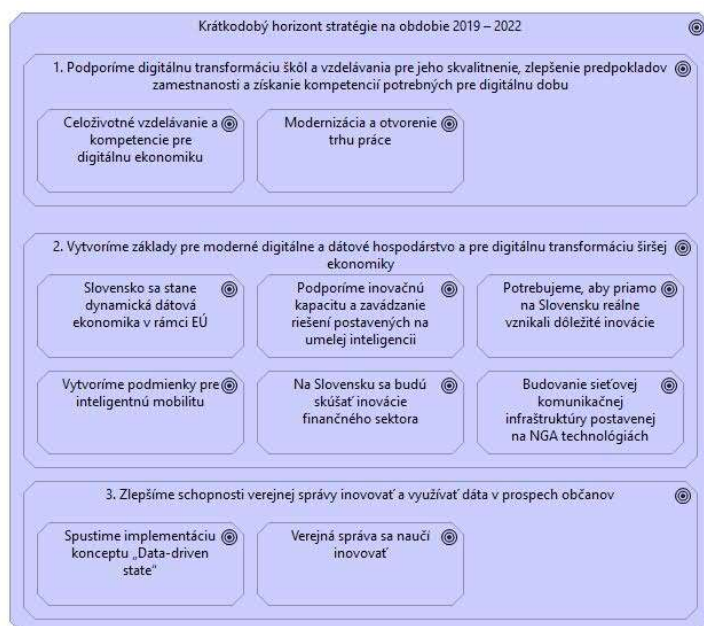 Krátkodobý horizont stratégie na obdobie 2019 – 2022
1. Podporíme digitálnu transformáciu škôl a vzdelávania pre jeho skvalitnenie, zlepšenie predpokladov
zamestnanosti a získanie kompetencií potrebných pre digitálnu dobu
Celoživotné vzdelávanie a
kompetencie pre
digitálnu ekonomiku
Modernizácia a otvorenie
trhu práce
2. Vytvoríme základy pre moderné digitálne a dátové hospodárstvo a pre digitálnu transformáciu širšej
ekonomiky
Slovensko sa stane
dynamická dátová
ekonomika v rámci EÚ
Podporíme inovačnú
kapacitu a zavádzanie
riešení postavených na
umelej inteligencii
Potrebujeme, aby priamo
na Slovensku reálne
vznikali dôležité inovácie
Vytvoríme podmienky pre
inteligentnú mobilitu
Na Slovensku sa budú
skúšať inovácie
finančného sektora
Budovanie sieťovej
komunikačnej
infraštruktúry postavenej
na NGA technológiách
3. Zlepšíme schopnosti verejnej správy inovovať a využívať dáta v prospech občanov
Spustime implementáciu
konceptu „Data-driven
state“
Verejná správa sa naučí
inovovať